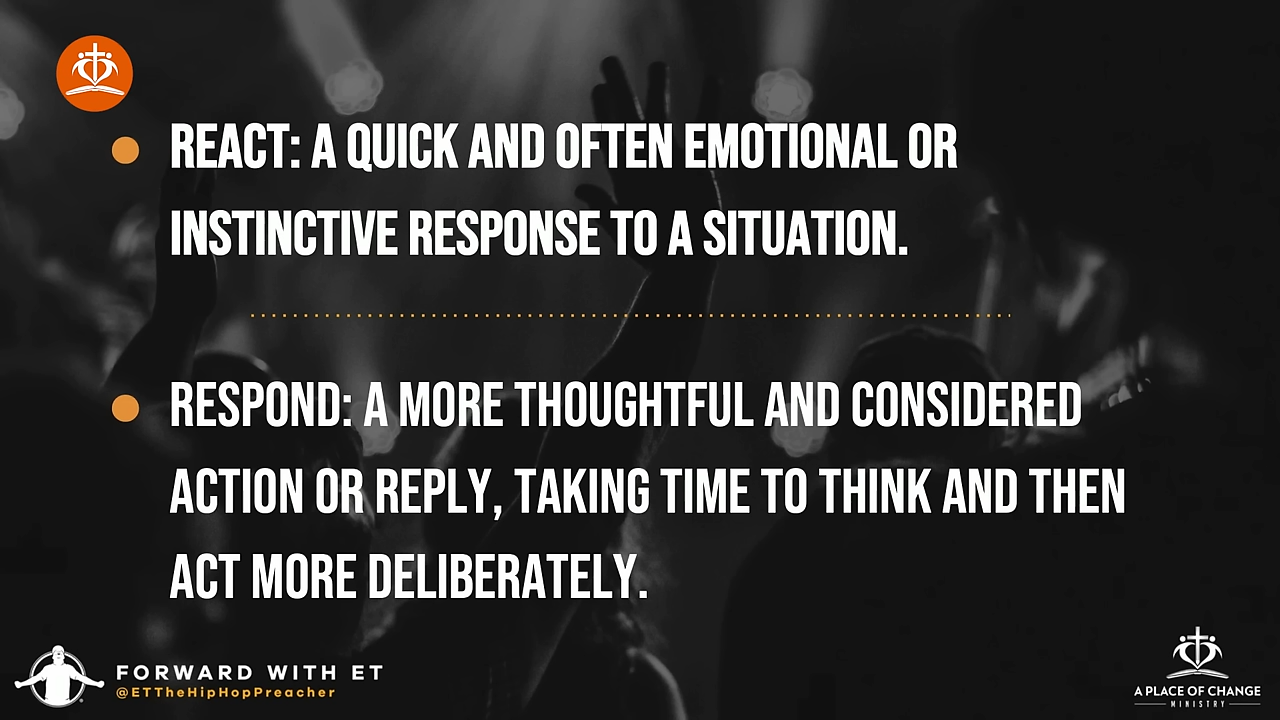 REACT: A QUICK AND OFTEN EMOTIONAL OR
INSTINCTIVE RESPONSE TO A SITUATION.
RESPOND: A MORE THOUGHTFUL AND CONSIDERED
ACTION OR REPLY, TAKING TIME TO THINK AND THEN
ACT MORE DELIBERATELY.
FORWARD WITH ET
@ETTheHipHopPreacher
A PLACE OF CHANGE
MINISTRY